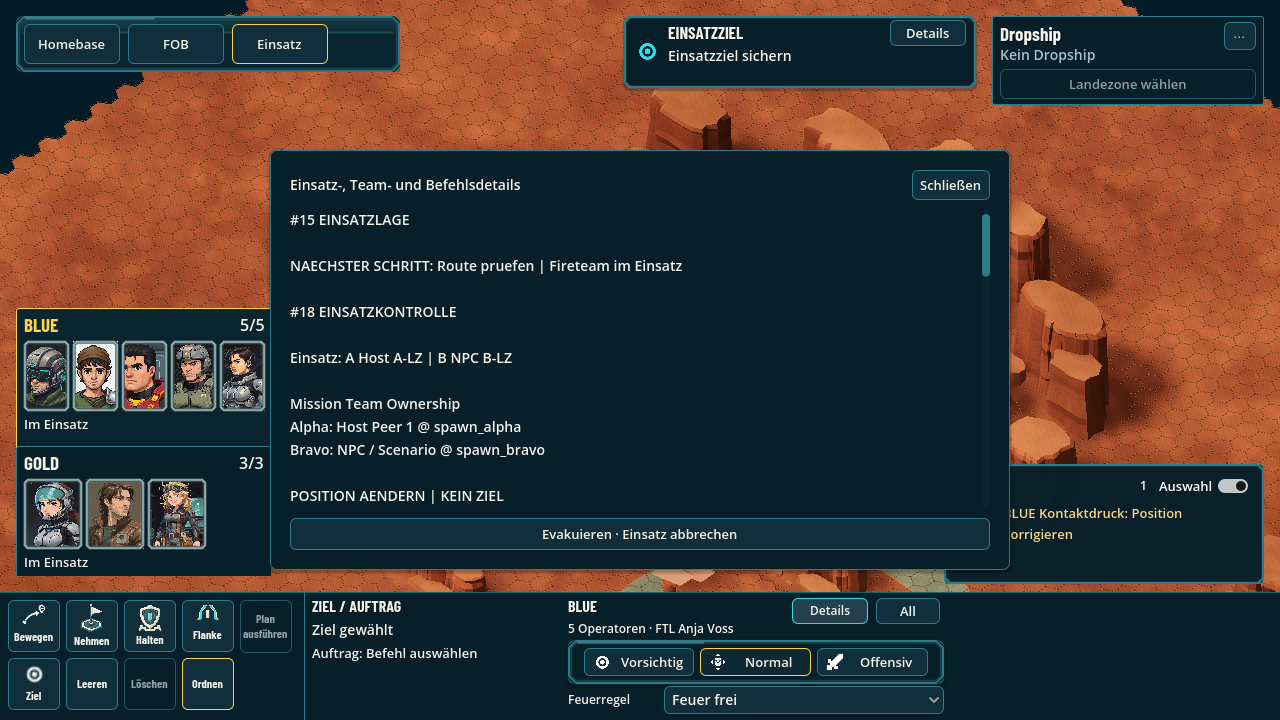 Homebase
FOB
Einsatz
EINSATZZIEL
Details
Einsatzziel sichern
Dropship
...
Kein Dropship
Landezone wählen
Einsatz-, Team- und Befehlsdetails
Schließen
#15 EINSATZLAGE
NAECHSTER SCHRITT: Route pruefen | Fireteam im Einsatz
#18 EINSATZKONTROLLE
Einsatz: A Host A-LZ | B NPC B-LZ
Mission Team Ownership
Alpha: Host Peer 1 @ spawn_alpha
Bravo: NPC / Scenario @ spawn_bravo
POSITION AENDERN | KEIN ZIEL
Evakuieren · Einsatz abbrechen
BLUE 5/5
Im Einsatz
GOLD 3/3
Im Einsatz
1 Auswahl
BLUE Kontaktdruck: Position
orrigieren
Bewegen
Nehmen
Halten
Flanke
Plan
ausführen
Ziel
Leeren
Löschen
Ordnen
ZIEL / AUFTRAG
Ziel gewählt
Auftrag: Befehl auswählen
BLUE
Details
All
5 Operatoren · FTL Anja Voss
Vorsichtig
Normal
Offensiv
Feuerregel
Feuer frei